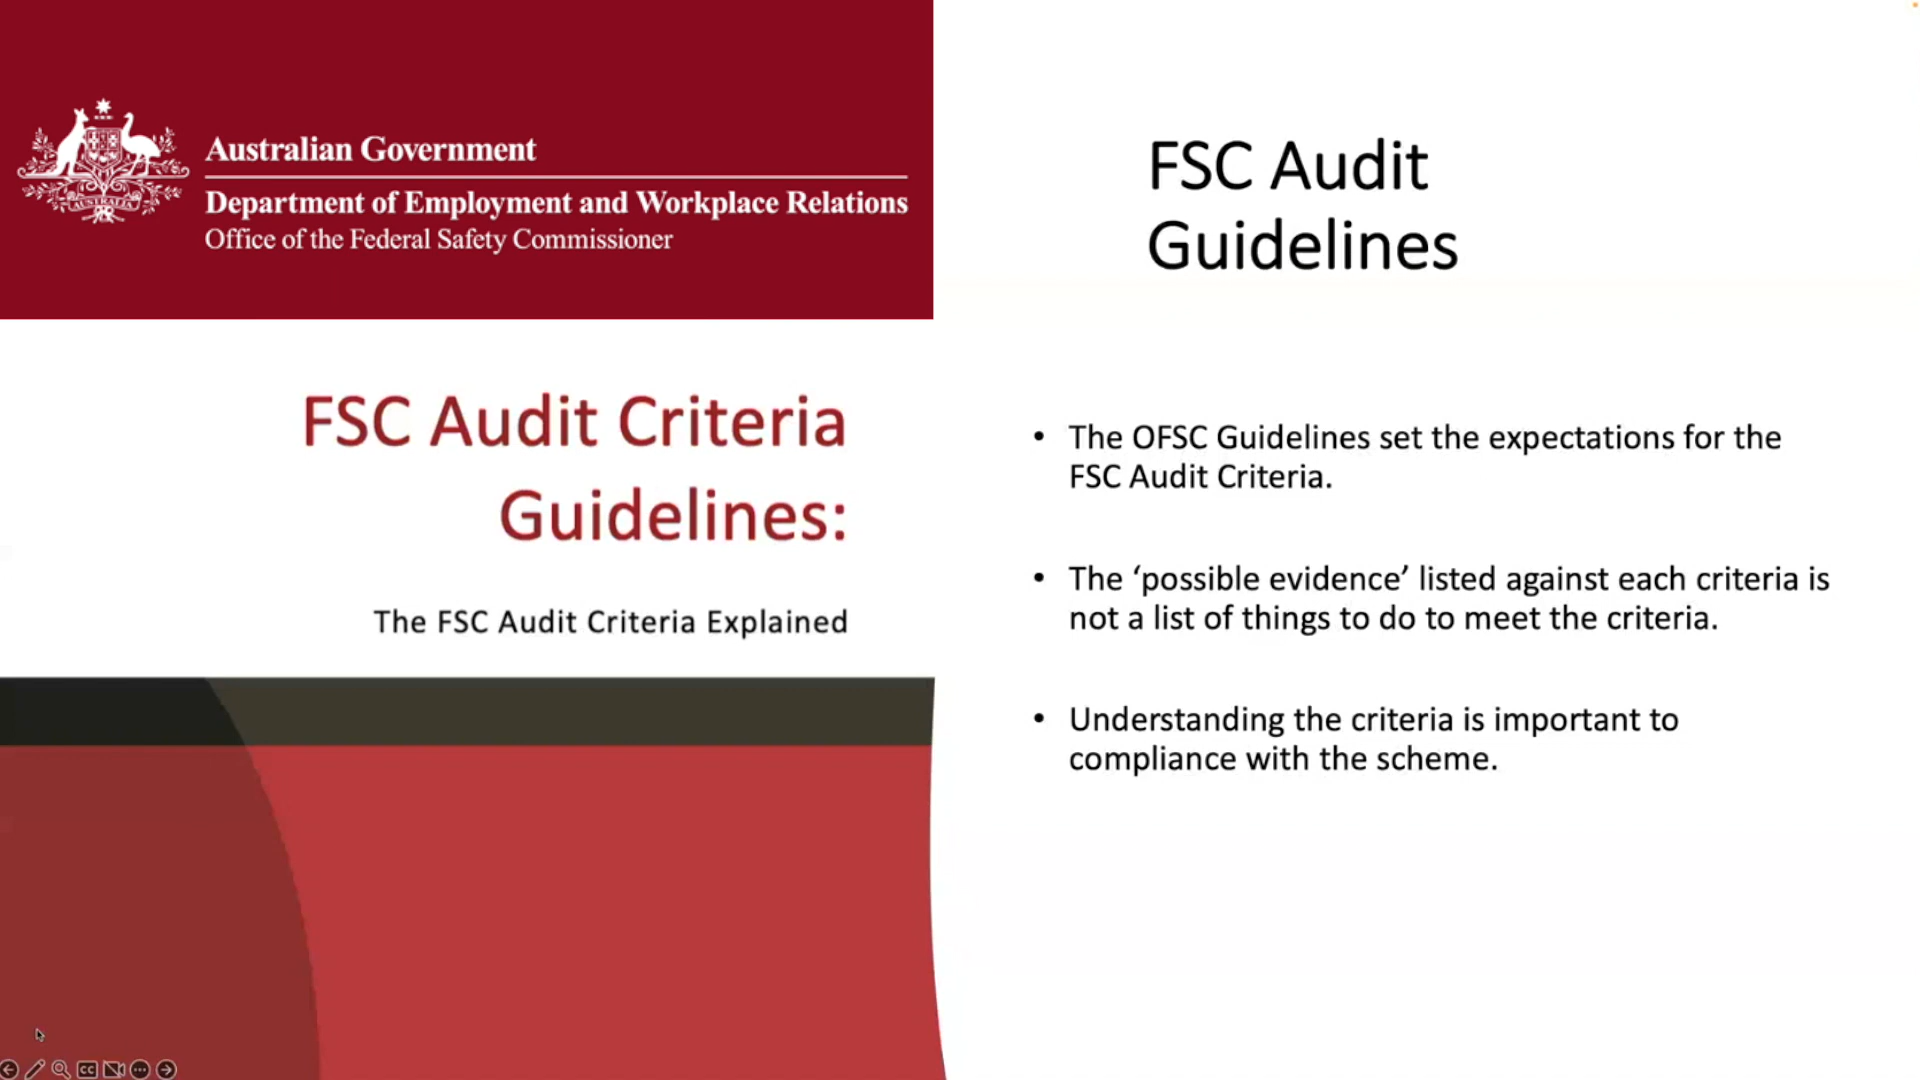 Australian Government
Department of Employment and Workplace Relations
Office of the Federal Safety Commissioner
AUSTRALIA
FSC Audit Criteria
Guidelines:
The FSC Audit Criteria Explained
FSC Audit
Guidelines
• The OFSC Guidelines set the expectations for the
FSC Audit Criteria.
• The ‘possible evidence’ listed against each criteria is
not a list of things to do to meet the criteria.
• Understanding the criteria is important to
compliance with the scheme.
CC